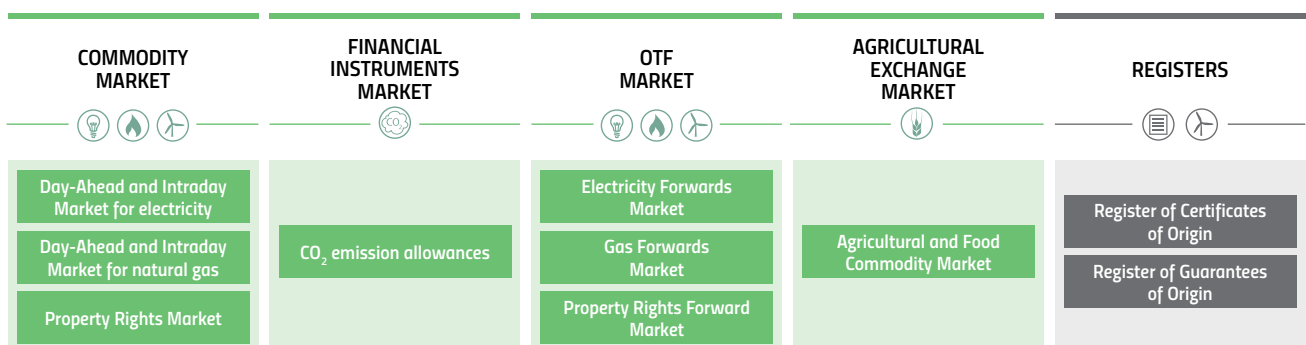 COMMODITY
MARKET
FINANCIAL
INSTRUMENTS
MARKET
CO₂
OTF
MARKET
AGRICULTURAL
EXCHANGE
MARKET
REGISTERS
Day-Ahead and Intraday
Market for electricity
Day-Ahead and Intraday
Market for natural gas
Property Rights Market
CO₂ emission allowances
Electricity Forwards
Market
Gas Forwards
Market
Property Rights Forward
Market
Agricultural and Food
Commodity Market
Register of Certificates
of Origin
Register of Guarantees
of Origin